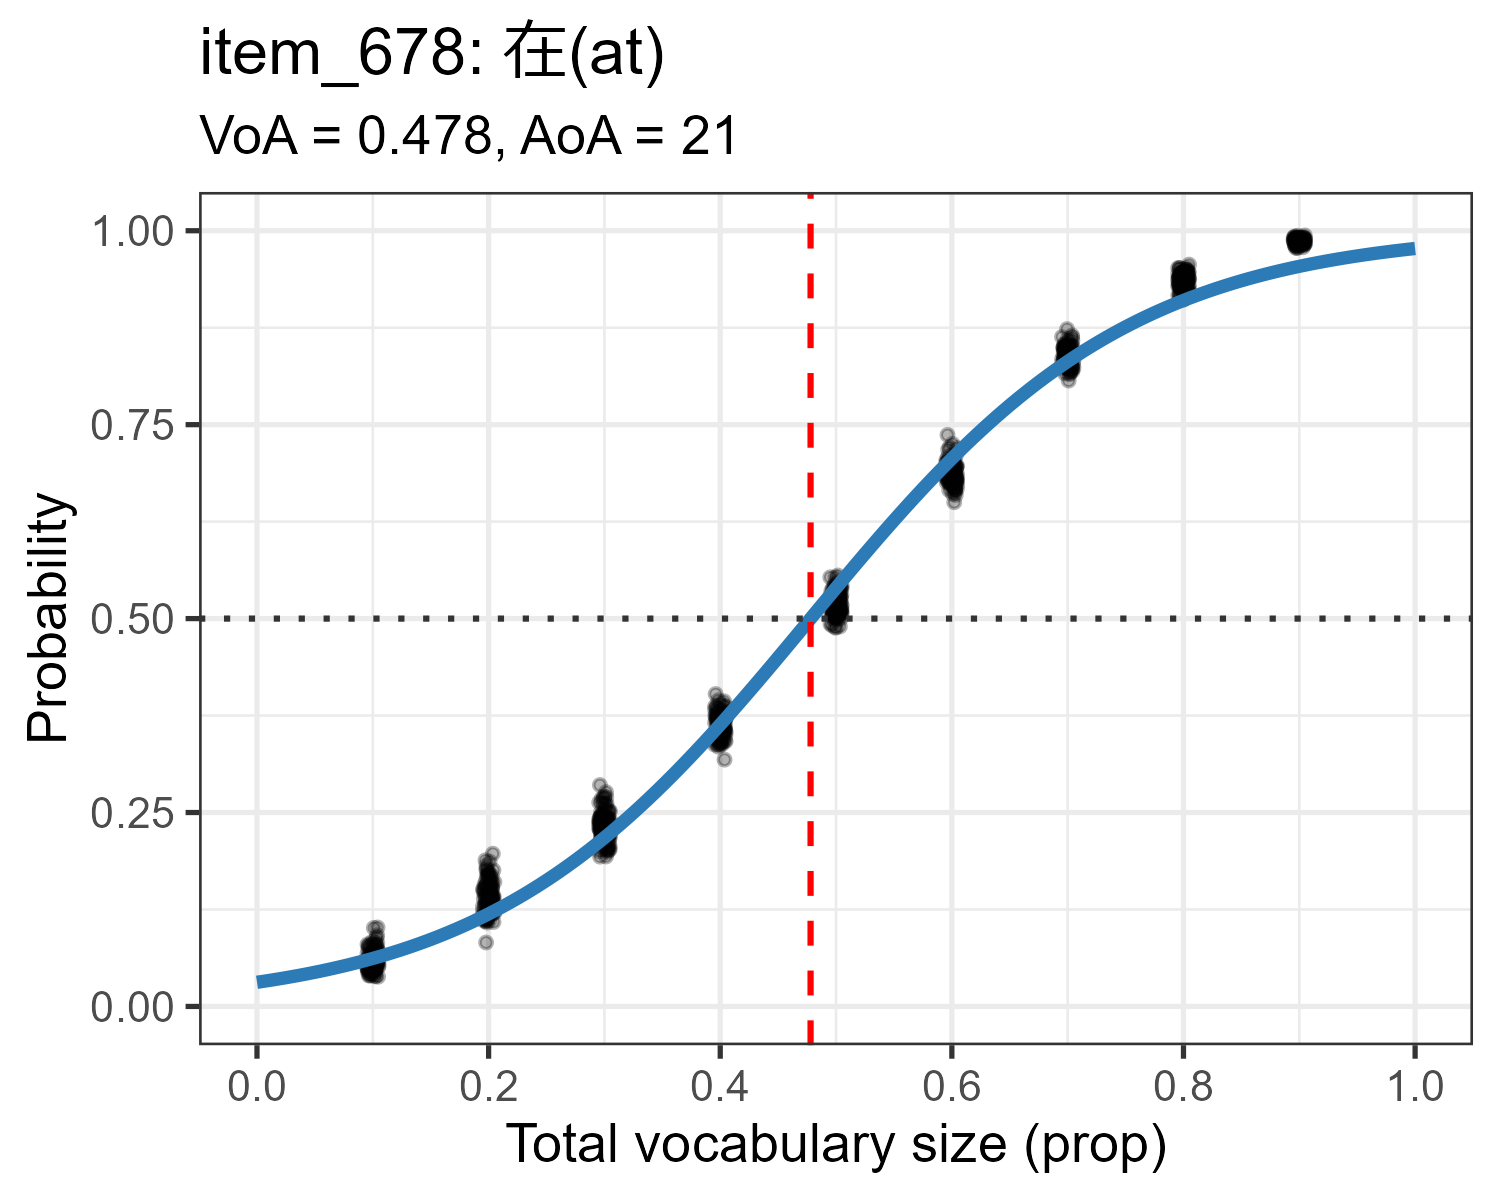 item_678: 在(at)
VoA = 0.478, AoA = 21
Probability
1.00
0.75
0.50
0.25
0.00
0.0 0.2 0.4 0.6 0.8 1.0
Total vocabulary size (prop)